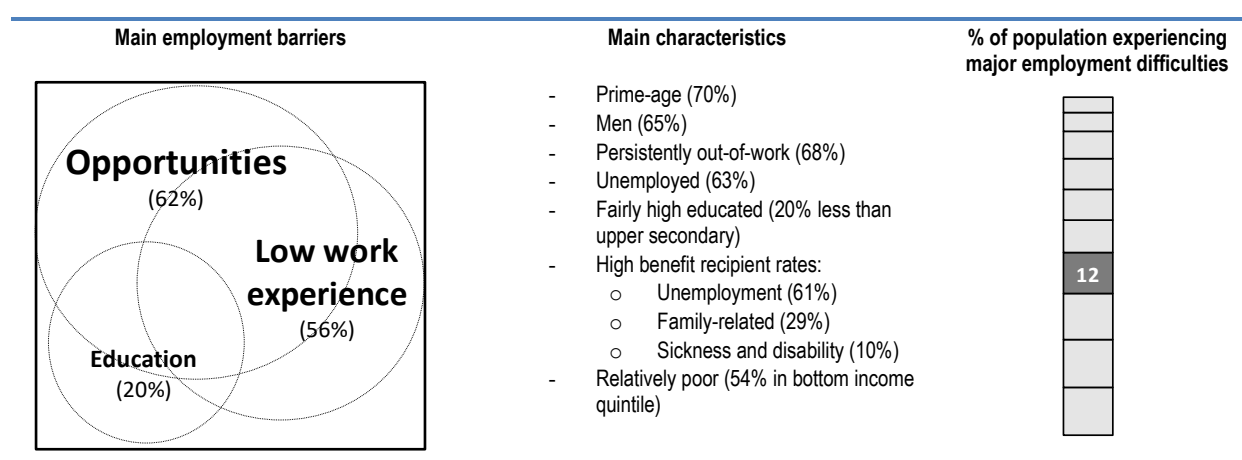 Main employment barriers
Main characteristics
% of population experiencing
major employment difficulties
Opportunities
(62%)
Low work
experience
(56%)
Education
(20%)
- Prime-age (70%)
- Men (65%)
- Persistently out-of-work (68%)
- Unemployed (63%)
- Fairly high educated (20% less than
upper secondary)
- High benefit recipient rates:
o Unemployment (61%)
o Family-related (29%)
o Sickness and disability (10%)
- Relatively poor (54% in bottom income
quintile)
12